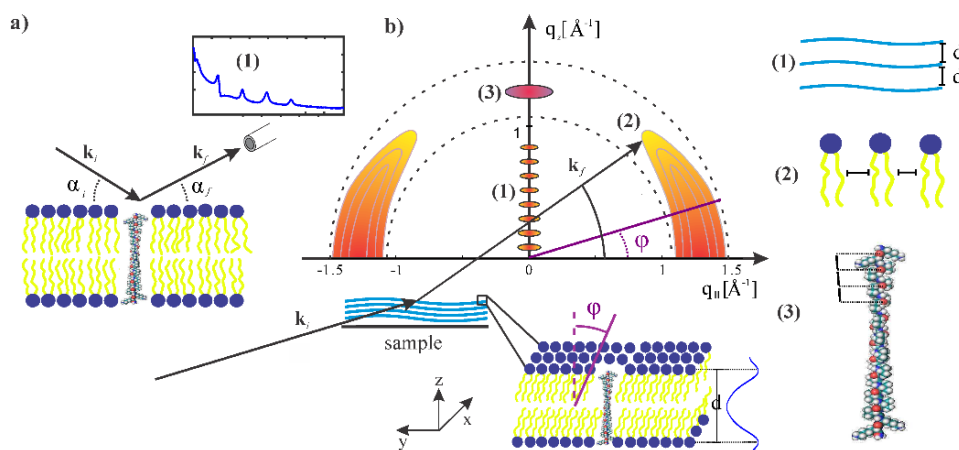 a)
(1)
k_i
k_f
α_i
α_f
b)
q_z[Å⁻¹]
(3)
1
(2)
k_f
(1)
φ
-1.5
-1
0
1
1.5
q_||[Å⁻¹]
k_i
sample
z
x
y
φ
d
(1)
d
d
(2)
(3)